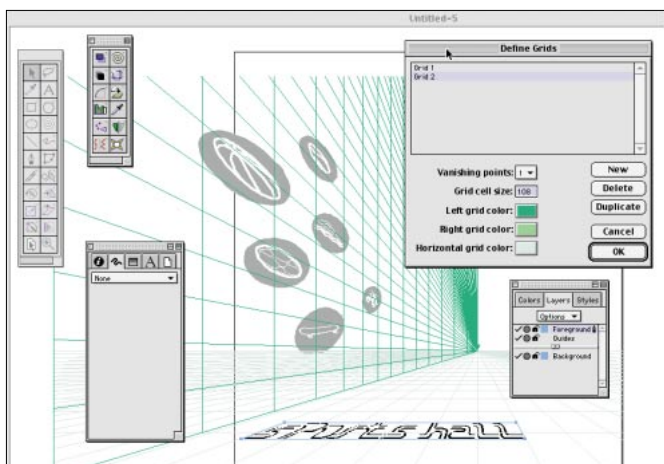 Untitled-5
Define Grids
Grid 1
Grid 2
Vanishing points: 1
Grid cell size: 108
Left grid color:
Right grid color:
Horizontal grid color:
New
Delete
Duplicate
Cancel
OK
None
Colors Layers Styles
Options
Foreground
Guides
Background
sports hall